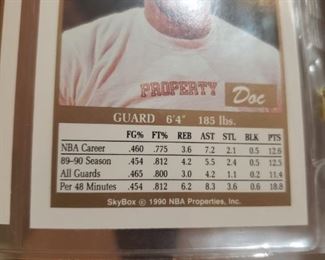 PROPERTY
Doc
GUARD 6'4" 185 lbs.
FG% FT% REB AST STL BLK PTS
NBA Career .460 .775 3.6 7.2 2.1 0.5 12.6
89-90 Season .454 .812 4.2 5.5 2.4 0.5 12.5
All Guards .465 .800 3.0 4.2 1.1 0.2 11.4
Per 48 Minutes .454 .812 6.2 8.3 3.6 0.6 18.8
SkyBox © 1990 NBA Properties, Inc.